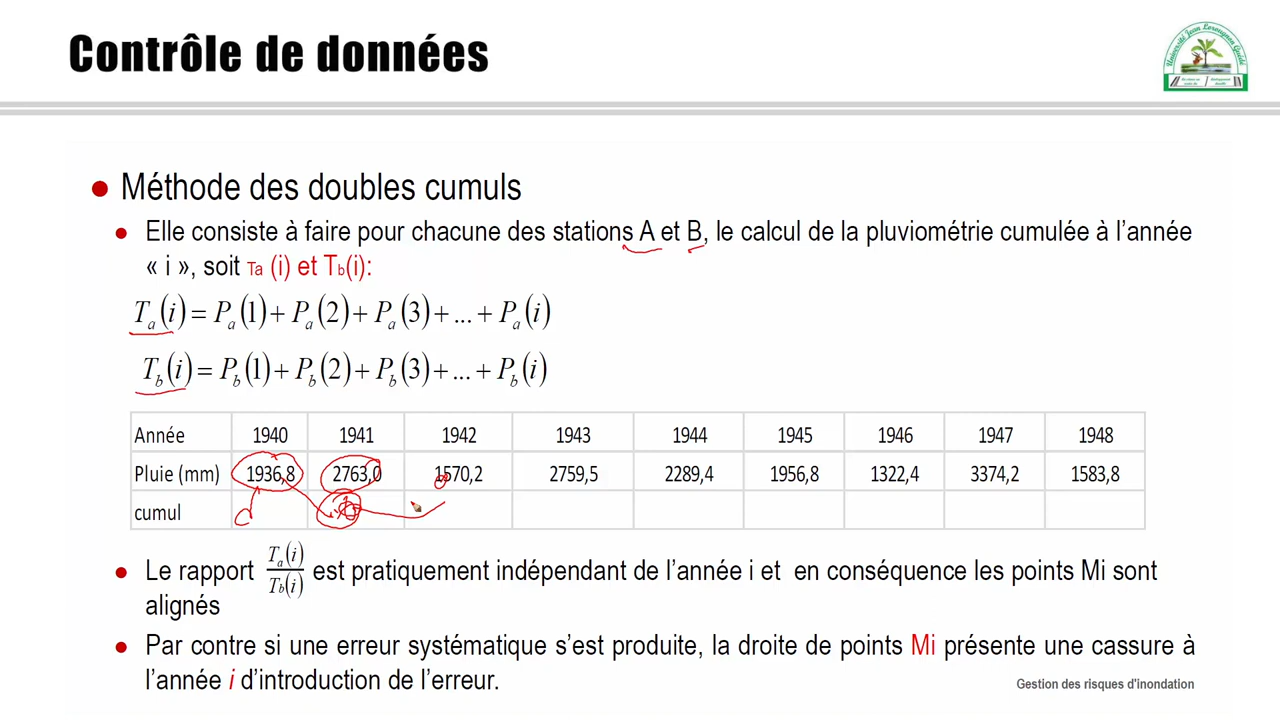 Contrôle de données
Université Jean Lorougnon Guédé
Méthode des doubles cumuls
Elle consiste à faire pour chacune des stations A et B, le calcul de la pluviométrie cumulée à l'année
« i », soit Ta (i) et Tb(i):
Ta(i) = Pa(1) + Pa(2) + Pa(3) + ... + Pa(i)
Tb(i) = Pb(1) + Pb(2) + Pb(3) + ... + Pb(i)
Année 1940 1941 1942 1943 1944 1945 1946 1947 1948
Pluie (mm) 1936,8 2763,0 1570,2 2759,5 2289,4 1956,8 1322,4 3374,2 1583,8
cumul
Le rapport Ta(i)/Tb(i) est pratiquement indépendant de l'année i et en conséquence les points Mi sont
alignés
Par contre si une erreur systématique s'est produite, la droite de points Mi présente une cassure à
l'année i d'introduction de l'erreur.
Gestion des risques d'inondation